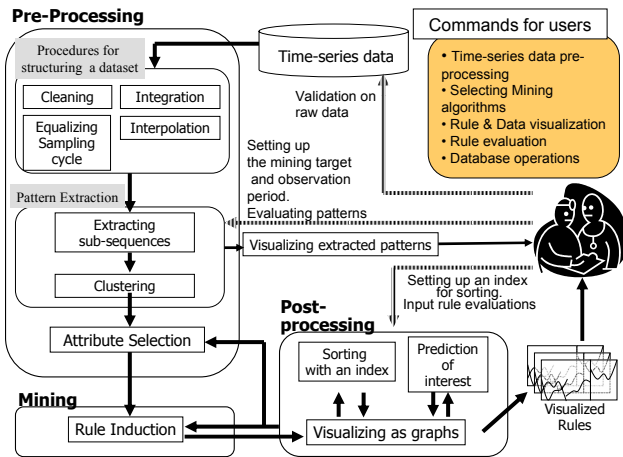 Pre-Processing
Procedures for
structuring a dataset
Cleaning
Integration
Equalizing
Sampling
cycle
Interpolation
Time-series data
Validation on
raw data
Commands for users
• Time-series data pre-
processing
• Selecting Mining
algorithms
• Rule & Data visualization
• Rule evaluation
• Database operations
Setting up
the mining target
and observation
period.
Evaluating patterns
Pattern Extraction
Extracting
sub-sequences
Visualizing extracted patterns
Clustering
Attribute Selection
Setting up an index
for sorting.
Input rule evaluations
Post-
processing
Sorting
with an index
Prediction
of
interest
Visualizing as graphs
Visualized
Rules
Mining
Rule Induction